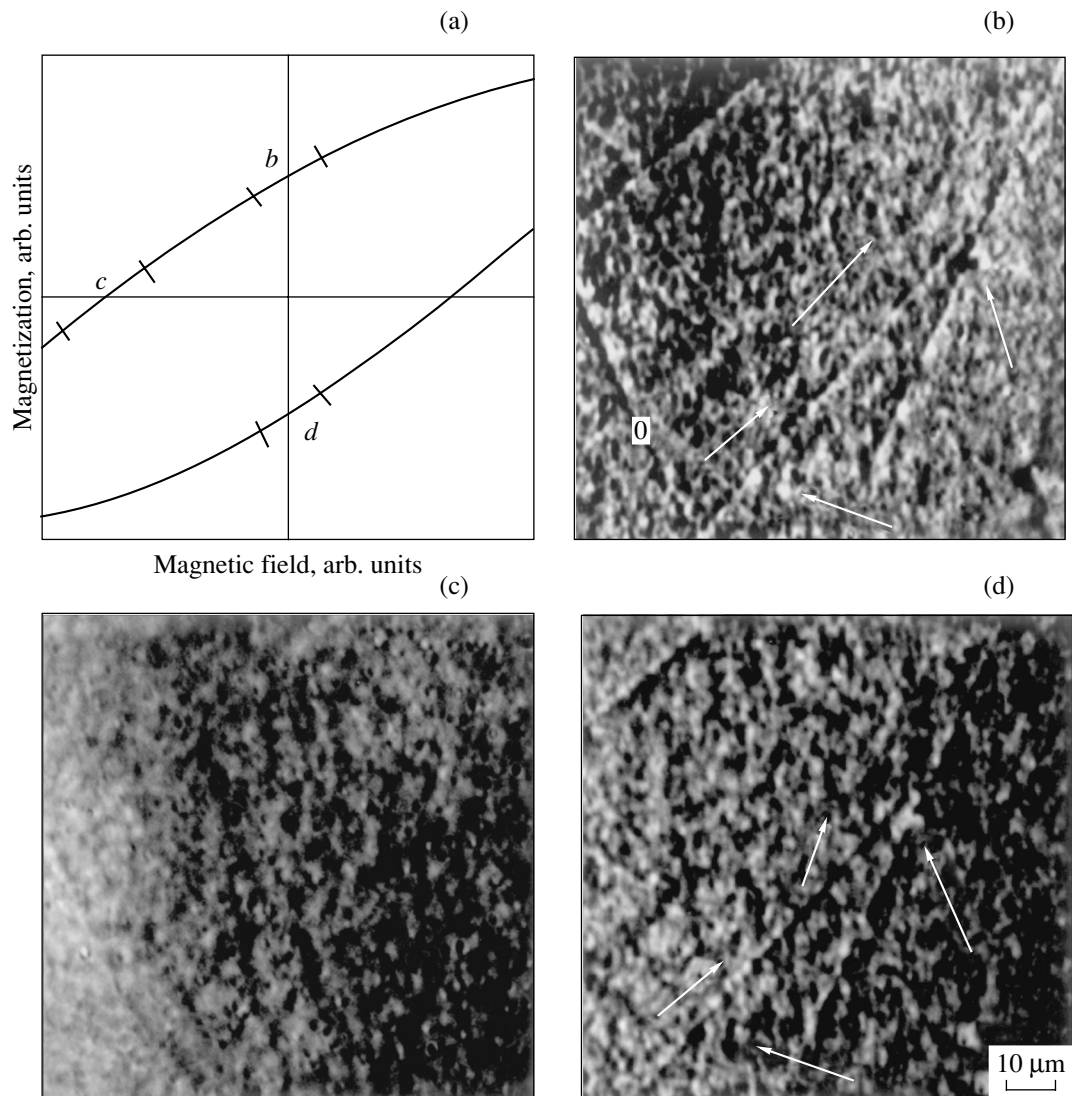 (a)
(b)
b
c
d
Magnetization, arb. units
Magnetic field, arb. units
0
(c)
(d)
10 μm